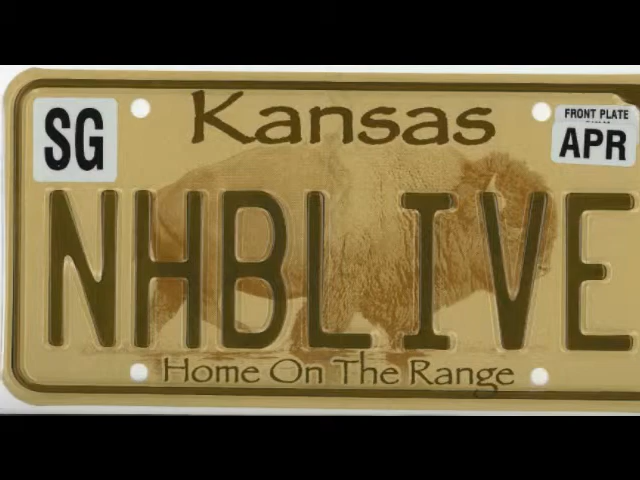 Kansas
SG
FRONT PLATE
APR
NHBLIVE
Home On The Range